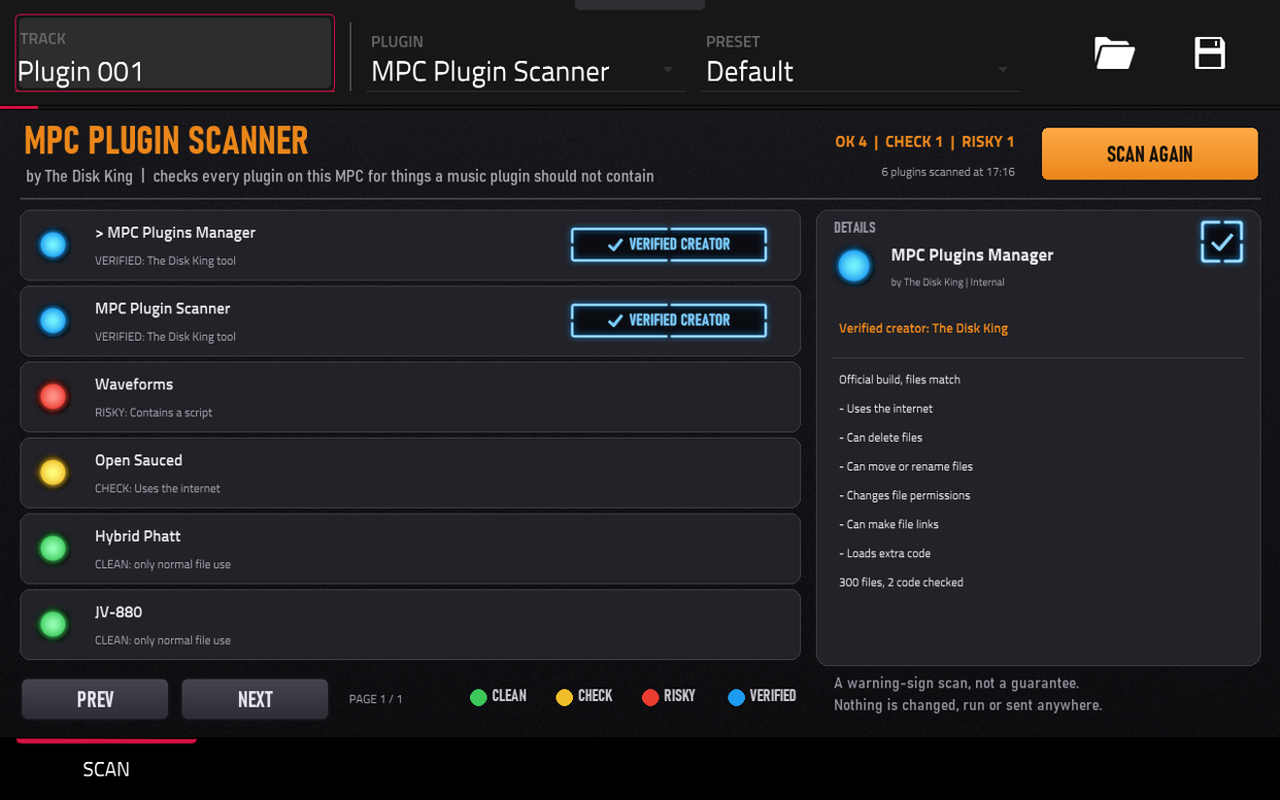 TRACK
Plugin 001
PLUGIN
MPC Plugin Scanner
PRESET
Default
MPC PLUGIN SCANNER
by The Disk King | checks every plugin on this MPC for things a music plugin should not contain
OK 4 | CHECK 1 | RISKY 1
6 plugins scanned at 17:16
SCAN AGAIN
> MPC Plugins Manager
VERIFIED: The Disk King tool
VERIFIED CREATOR
MPC Plugin Scanner
VERIFIED: The Disk King tool
VERIFIED CREATOR
Waveforms
RISKY: Contains a script
Open Sauced
CHECK: Uses the internet
Hybrid Phatt
CLEAN: only normal file use
JV-880
CLEAN: only normal file use
DETAILS
MPC Plugins Manager
by The Disk King | Internal
Verified creator: The Disk King
Official build, files match
- Uses the internet
- Can delete files
- Can move or rename files
- Changes file permissions
- Can make file links
- Loads extra code
300 files, 2 code checked
PREV
NEXT
PAGE 1 / 1
CLEAN
CHECK
RISKY
VERIFIED
A warning-sign scan, not a guarantee.
Nothing is changed, run or sent anywhere.
SCAN